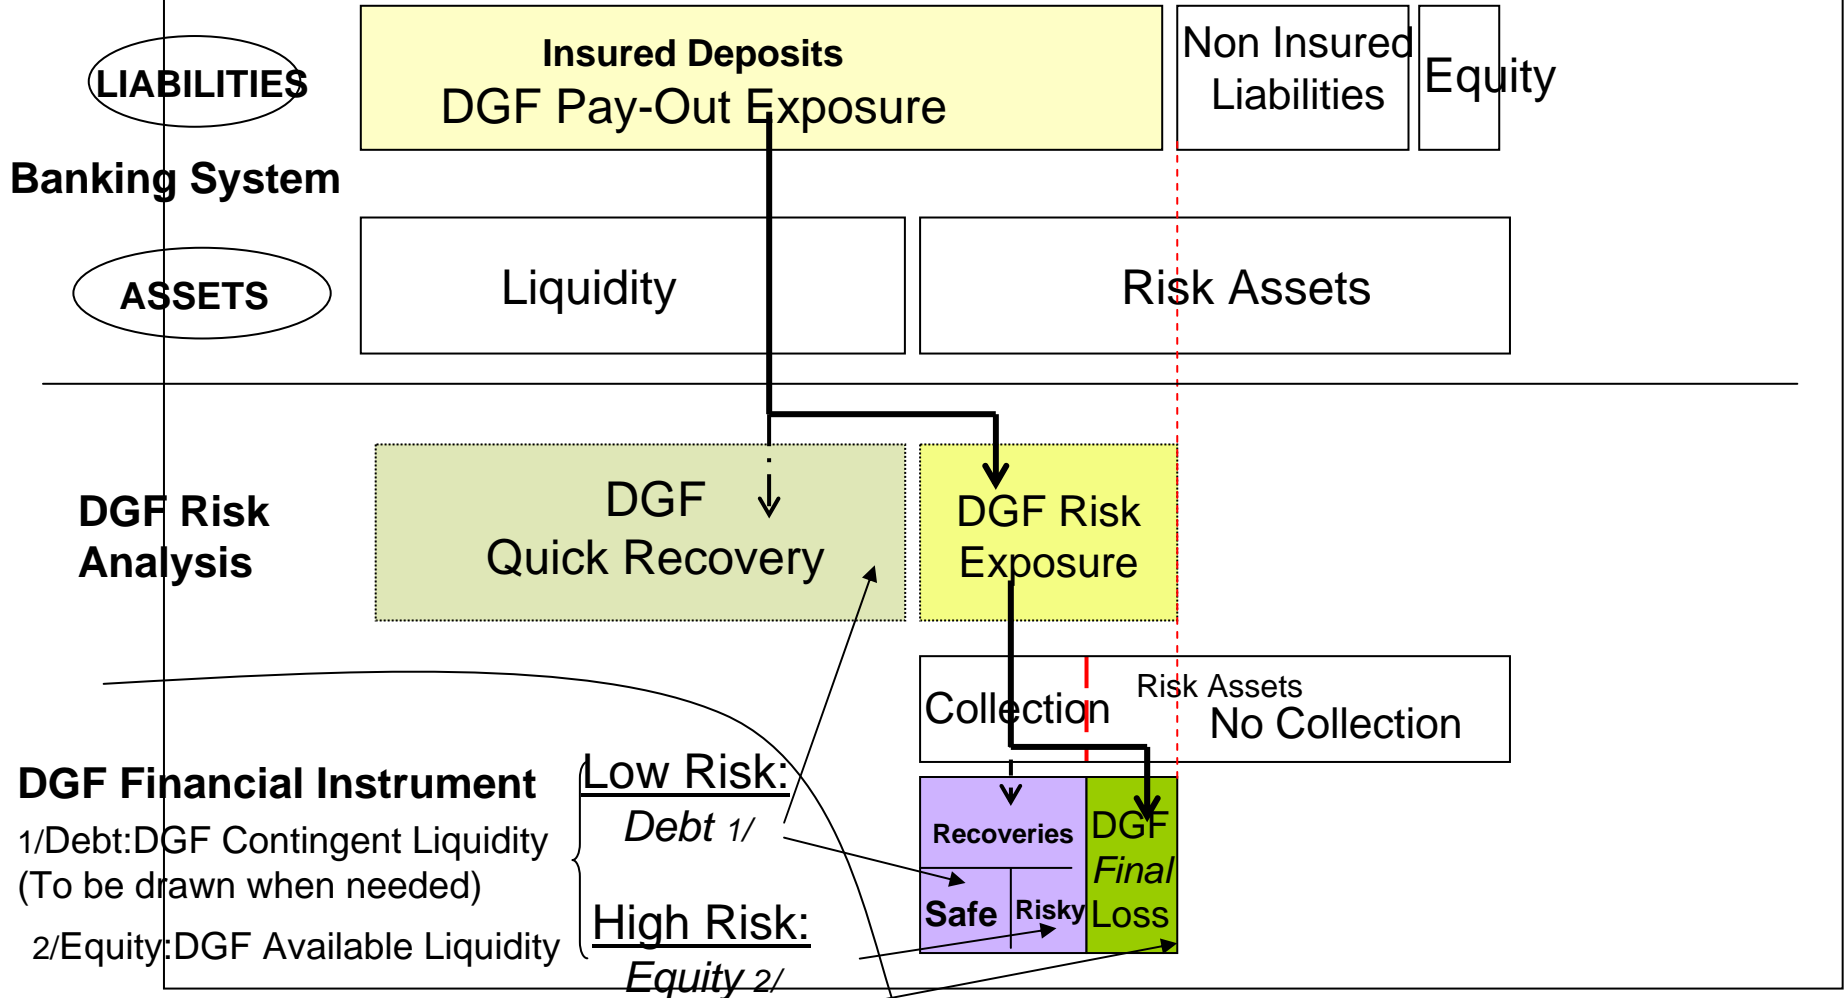 LIABILITIES
Insured Deposits
DGF Pay-Out Exposure
Non Insured
Liabilities
Equity
Banking System
ASSETS
Liquidity
Risk Assets
DGF Risk
Analysis
DGF
Quick Recovery
DGF Risk
Exposure
Collection
Risk Assets
No Collection
DGF Financial Instrument
1/Debt:DGF Contingent Liquidity
(To be drawn when needed)
2/Equity:DGF Available Liquidity
Low Risk:
Debt 1/
High Risk:
Equity 2/
Recoveries
Safe
Risky
DGF
Final
Loss